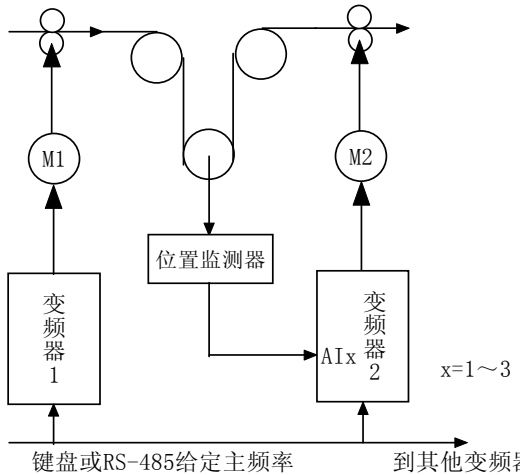 M1
M2
位置监测器
变频器1
AIx
变频器2
x=1～3
键盘或RS-485给定主频率
到其他变频器